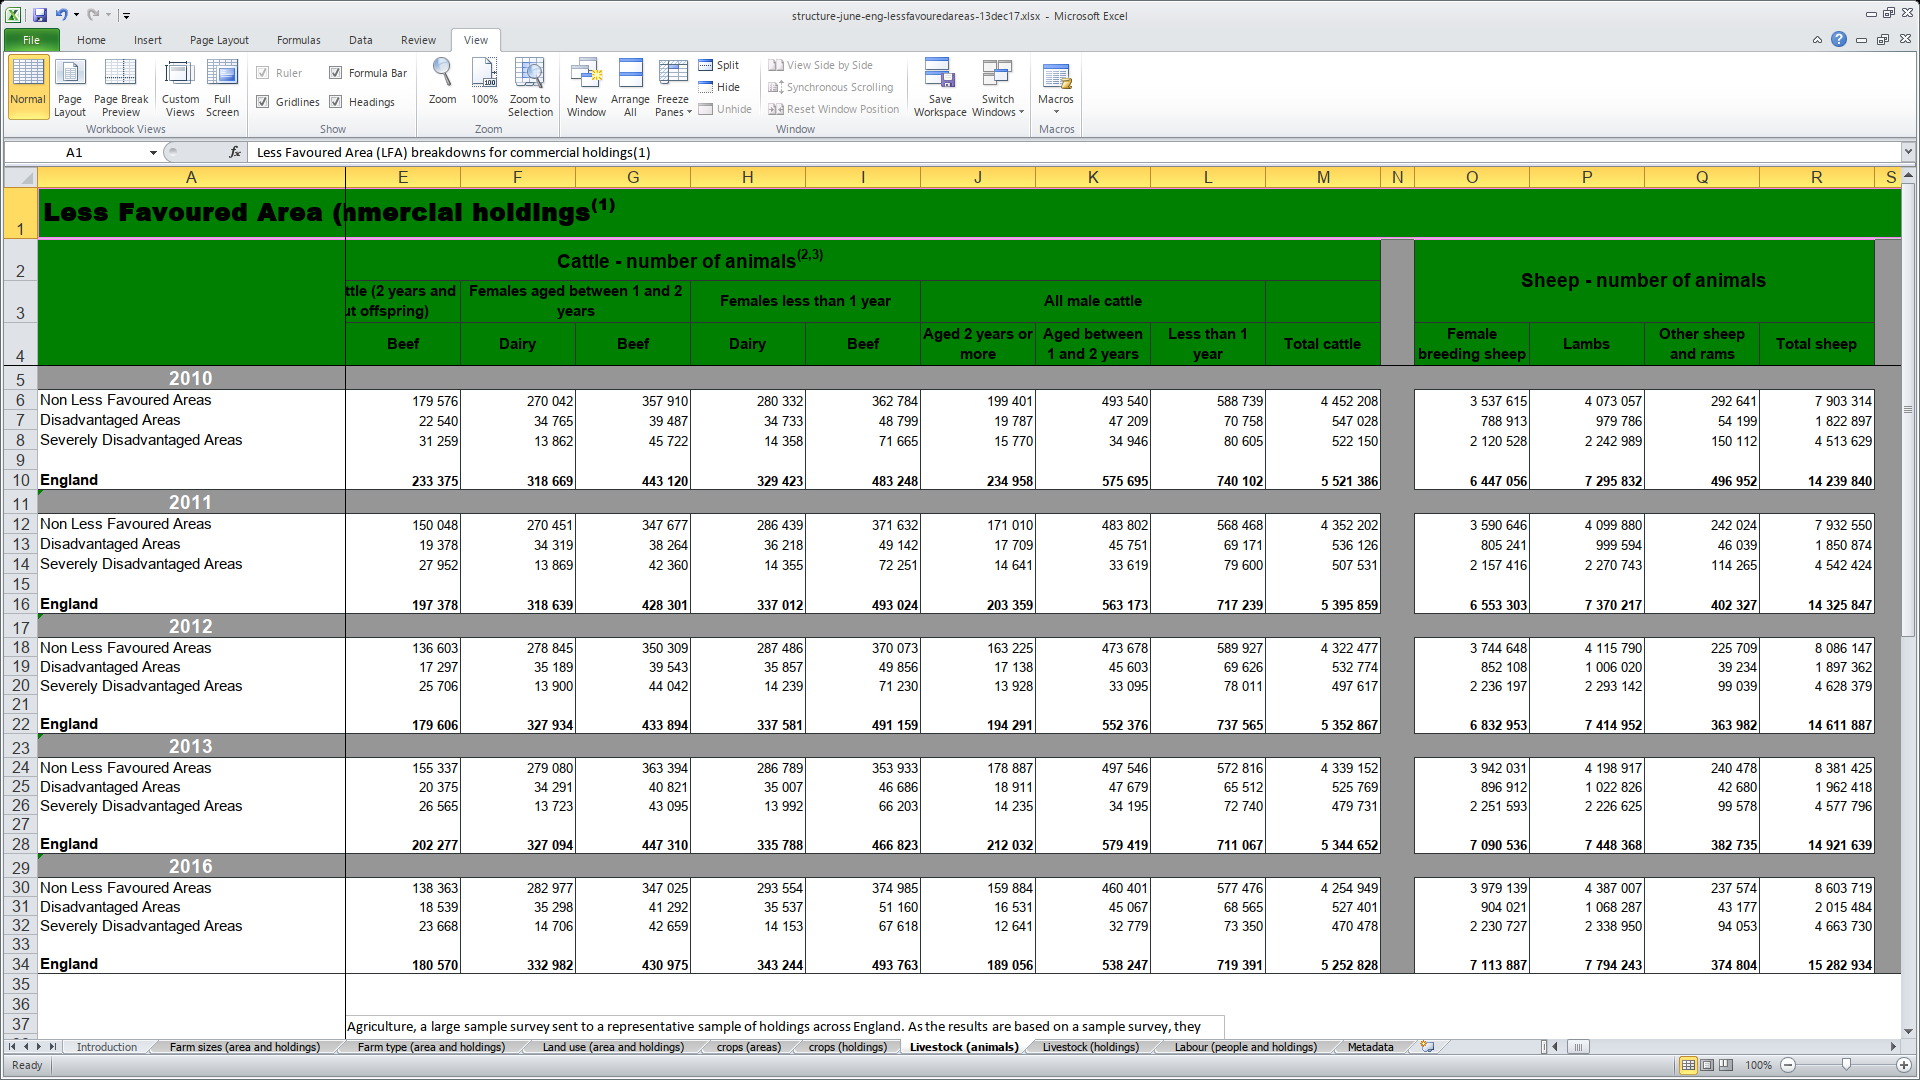 structure-june-eng-lessfavouredareas-13dec17.xlsx - Microsoft Excel
File Home Insert Page Layout Formulas Data Review View
Normal Page Layout Page Break Preview Custom Views Full Screen
Workbook Views
Ruler Formula Bar
Gridlines Headings
Show
Zoom 100% Zoom to Selection
Zoom
New Window Arrange All Freeze Panes
Split
Hide
Unhide
View Side by Side
Synchronous Scrolling
Reset Window Position
Save Workspace Switch Windows
Window
Macros
Macros
A1 fx Less Favoured Area (LFA) breakdowns for commercial holdings(1)
A E F G H I J K L M N O P Q R S
1 Less Favoured Area (nmercial holdings(1)
2 Cattle - number of animals(2,3) Sheep - number of animals
3 ttle (2 years and ut offspring) Females aged between 1 and 2 years Females less than 1 year All male cattle
4 Beef Dairy Beef Dairy Beef Aged 2 years or more Aged between 1 and 2 years Less than 1 year Total cattle Female breeding sheep Lambs Other sheep and rams Total sheep
5 2010
6 Non Less Favoured Areas 179 576 270 042 357 910 280 332 362 784 199 401 493 540 588 739 4 452 208 3 537 615 4 073 057 292 641 7 903 314
7 Disadvantaged Areas 22 540 34 765 39 487 34 733 48 799 19 787 47 209 70 758 547 028 788 913 979 786 54 199 1 822 897
8 Severely Disadvantaged Areas 31 259 13 862 45 722 14 358 71 665 15 770 34 946 80 605 522 150 2 120 528 2 242 989 150 112 4 513 629
9
10 England 233 375 318 669 443 120 329 423 483 248 234 958 575 695 740 102 5 521 386 6 447 056 7 295 832 496 952 14 239 840
11 2011
12 Non Less Favoured Areas 150 048 270 451 347 677 286 439 371 632 171 010 483 802 568 468 4 352 202 3 590 646 4 099 880 242 024 7 932 550
13 Disadvantaged Areas 19 378 34 319 38 264 36 218 49 142 17 709 45 751 69 171 536 126 805 241 999 594 46 039 1 850 874
14 Severely Disadvantaged Areas 27 952 13 869 42 360 14 355 72 251 14 641 33 619 79 600 507 531 2 157 416 2 270 743 114 265 4 542 424
15
16 England 197 378 318 639 428 301 337 012 493 024 203 359 563 173 717 239 5 395 859 6 553 303 7 370 217 402 327 14 325 847
17 2012
18 Non Less Favoured Areas 136 603 278 845 350 309 287 486 370 073 163 225 473 678 589 927 4 322 477 3 744 648 4 115 790 225 709 8 086 147
19 Disadvantaged Areas 17 297 35 189 39 543 35 857 49 856 17 138 45 603 69 626 532 774 852 108 1 006 020 39 234 1 897 362
20 Severely Disadvantaged Areas 25 706 13 900 44 042 14 239 71 230 13 928 33 095 78 011 497 617 2 236 197 2 293 142 99 039 4 628 379
21
22 England 179 606 327 934 433 894 337 581 491 159 194 291 552 376 737 565 5 352 867 6 832 953 7 414 952 363 982 14 611 887
23 2013
24 Non Less Favoured Areas 155 337 279 080 363 394 286 789 353 933 178 887 497 546 572 816 4 339 152 3 942 031 4 198 917 240 478 8 381 425
25 Disadvantaged Areas 20 375 34 291 40 821 35 007 46 686 18 911 47 679 65 512 525 769 896 912 1 022 826 42 680 1 962 418
26 Severely Disadvantaged Areas 26 565 13 723 43 095 13 992 66 203 14 235 34 195 72 740 479 731 2 251 593 2 226 625 99 578 4 577 796
27
28 England 202 277 327 094 447 310 335 788 466 823 212 032 579 419 711 067 5 344 652 7 090 536 7 448 368 382 735 14 921 639
29 2016
30 Non Less Favoured Areas 138 363 282 977 347 025 293 554 374 985 159 884 460 401 577 476 4 254 949 3 979 139 4 387 007 237 574 8 603 719
31 Disadvantaged Areas 18 539 35 298 41 292 35 537 51 160 16 531 45 067 68 565 527 401 904 021 1 068 287 43 177 2 015 484
32 Severely Disadvantaged Areas 23 668 14 706 42 659 14 153 67 618 12 641 32 779 73 350 470 478 2 230 727 2 338 950 94 053 4 663 730
33
34 England 180 570 332 982 430 975 343 244 493 763 189 056 538 247 719 391 5 252 828 7 113 887 7 794 243 374 804 15 282 934
35
36
37 Agriculture, a large sample survey sent to a representative sample of holdings across England. As the results are based on a sample survey, they
Introduction Farm sizes (area and holdings) Farm type (area and holdings) Land use (area and holdings) crops (areas) crops (holdings) Livestock (animals) Livestock (holdings) Labour (people and holdings) Metadata
Ready 100%